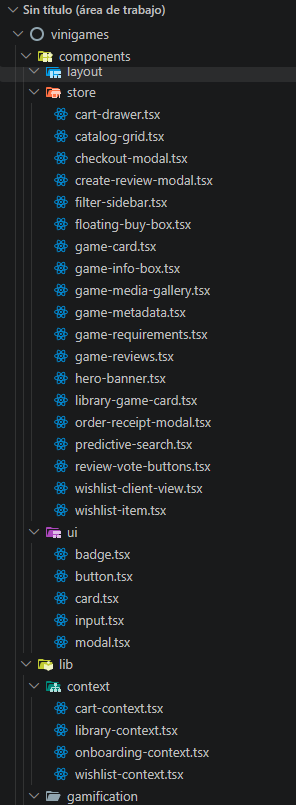 Sin título (área de trabajo)
vinigames
components
layout
store
cart-drawer.tsx
catalog-grid.tsx
checkout-modal.tsx
create-review-modal.tsx
filter-sidebar.tsx
floating-buy-box.tsx
game-card.tsx
game-info-box.tsx
game-media-gallery.tsx
game-metadata.tsx
game-requirements.tsx
game-reviews.tsx
hero-banner.tsx
library-game-card.tsx
order-receipt-modal.tsx
predictive-search.tsx
review-vote-buttons.tsx
wishlist-client-view.tsx
wishlist-item.tsx
ui
badge.tsx
button.tsx
card.tsx
input.tsx
modal.tsx
lib
context
cart-context.tsx
library-context.tsx
onboarding-context.tsx
wishlist-context.tsx
gamification